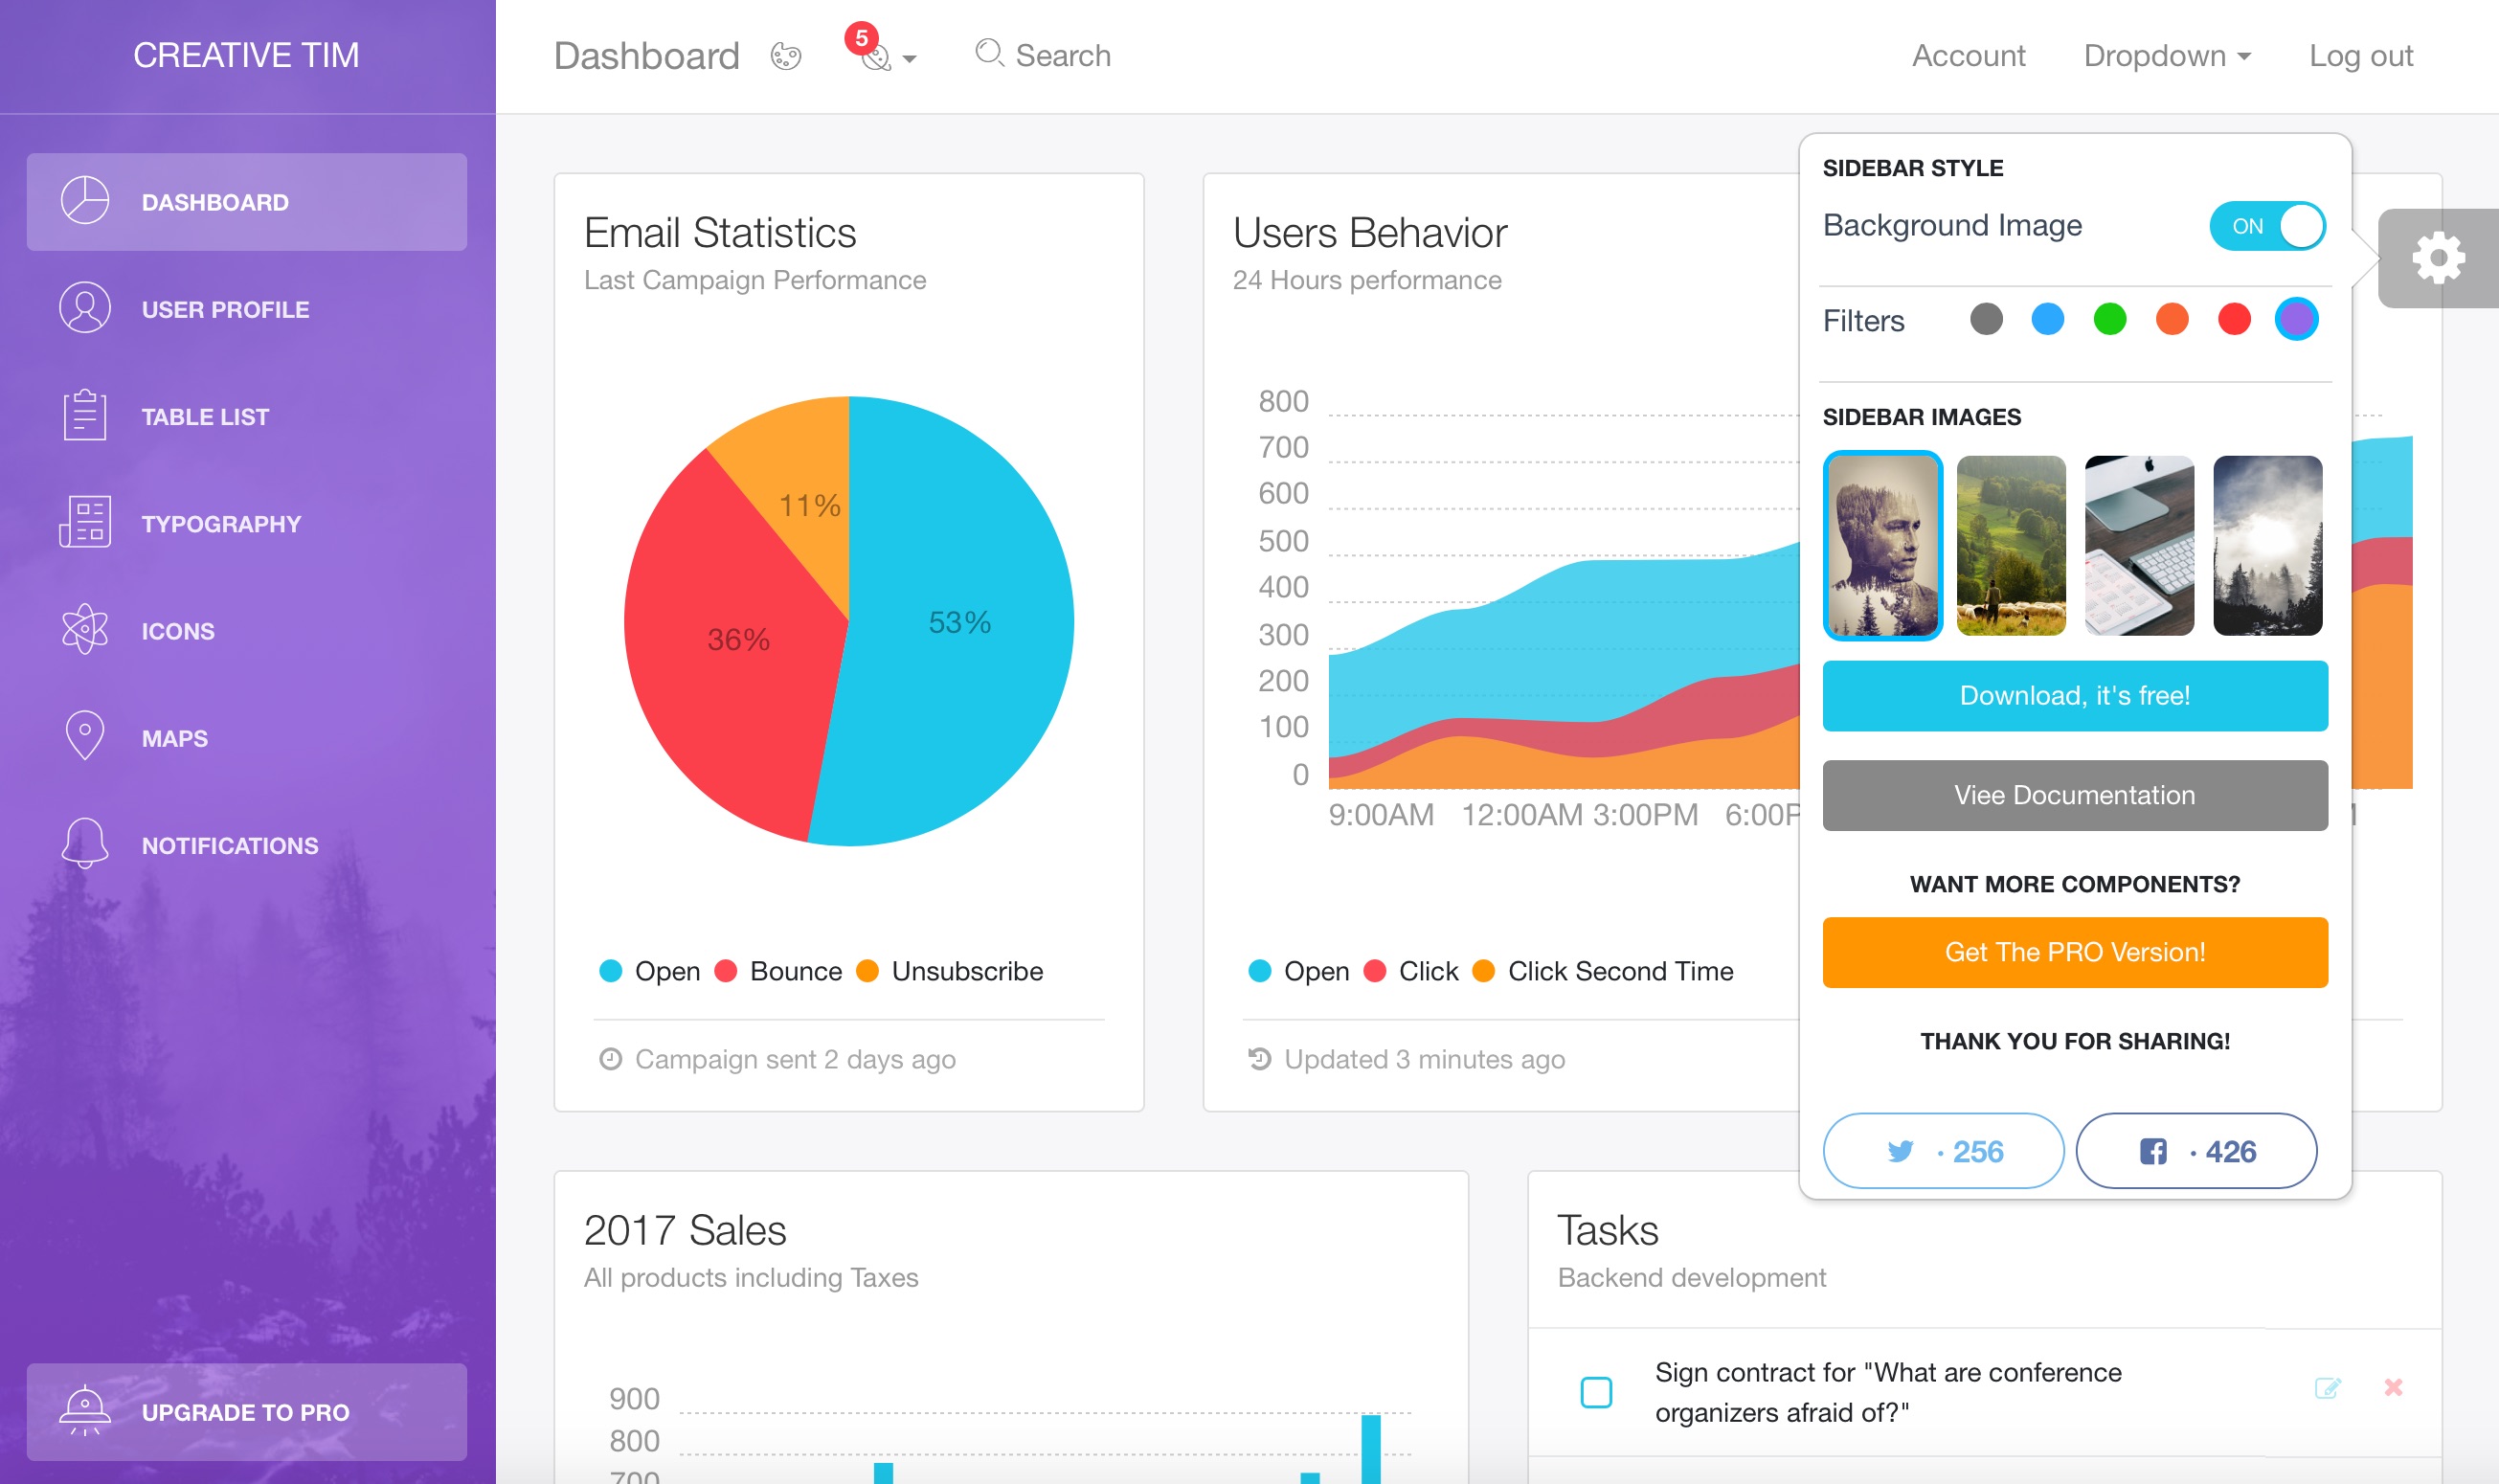 CREATIVE TIM
DASHBOARD
USER PROFILE
TABLE LIST
TYPOGRAPHY
ICONS
MAPS
NOTIFICATIONS
UPGRADE TO PRO
Dashboard 5 Search Account Dropdown Log out
Email Statistics
Last Campaign Performance
11%
53%
36%
Open Bounce Unsubscribe
Campaign sent 2 days ago
Users Behavior
24 Hours performance
800
700
600
500
400
300
200
100
0
9:00AM 12:00AM 3:00PM 6:00P
Open Click Click Second Time
Updated 3 minutes ago
SIDEBAR STYLE
Background Image ON
Filters
SIDEBAR IMAGES
Download, it's free!
Viee Documentation
WANT MORE COMPONENTS?
Get The PRO Version!
THANK YOU FOR SHARING!
· 256 · 426
2017 Sales
All products including Taxes
900
800
700
Tasks
Backend development
Sign contract for "What are conference
organizers afraid of?"